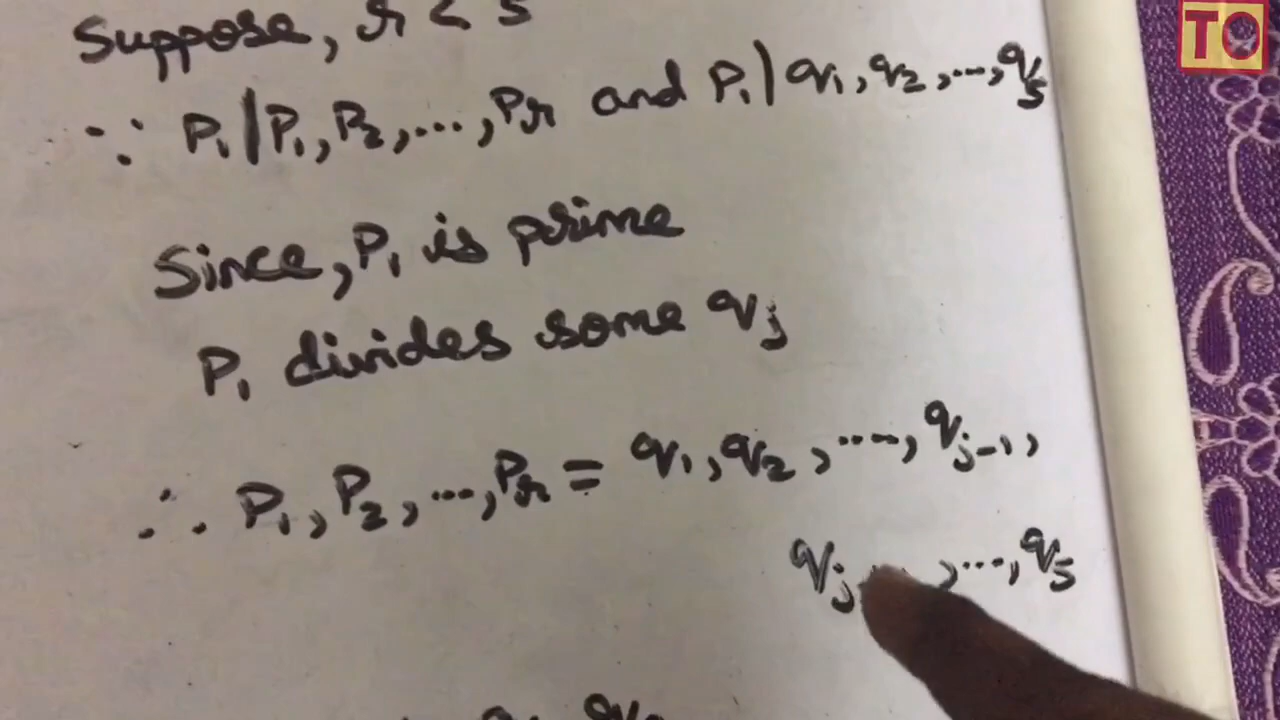 Suppose, r < s
TO
∵ P₁ | P₁, P₂, ..., Pr and P₁ | q₁, q₂, ..., qs
Since, P₁ is prime
P₁ divides some qj
∴ P₁, P₂, ..., Pr = q₁, q₂, ..., qj-1,
qj , ..., qs